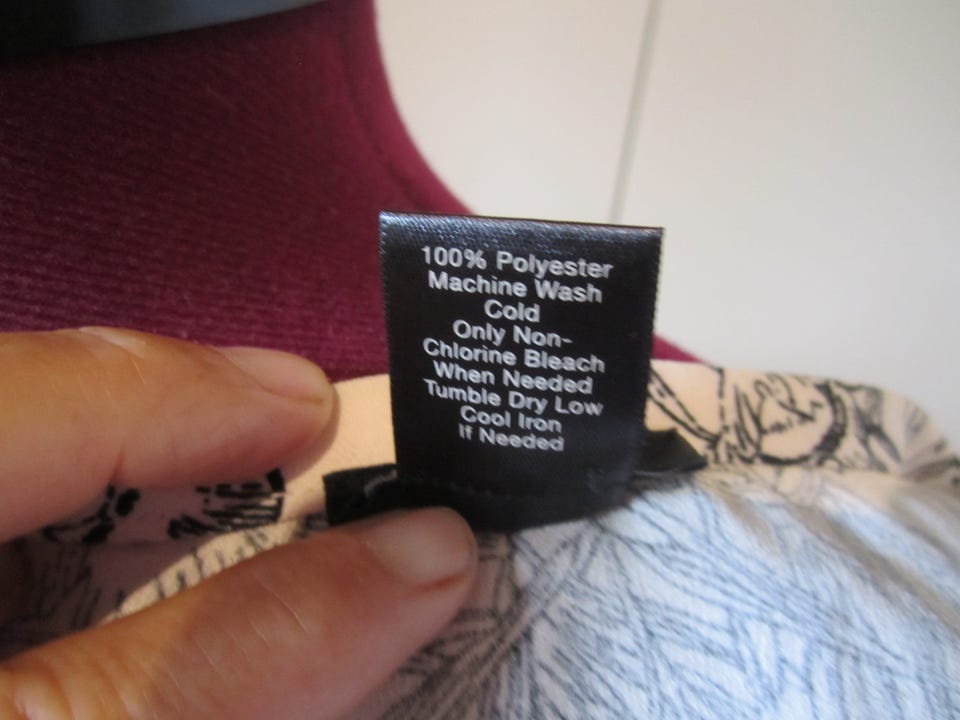 100% Polyester
Machine Wash
Cold
Only Non-
Chlorine Bleach
When Needed
Tumble Dry Low
Cool Iron
If Needed